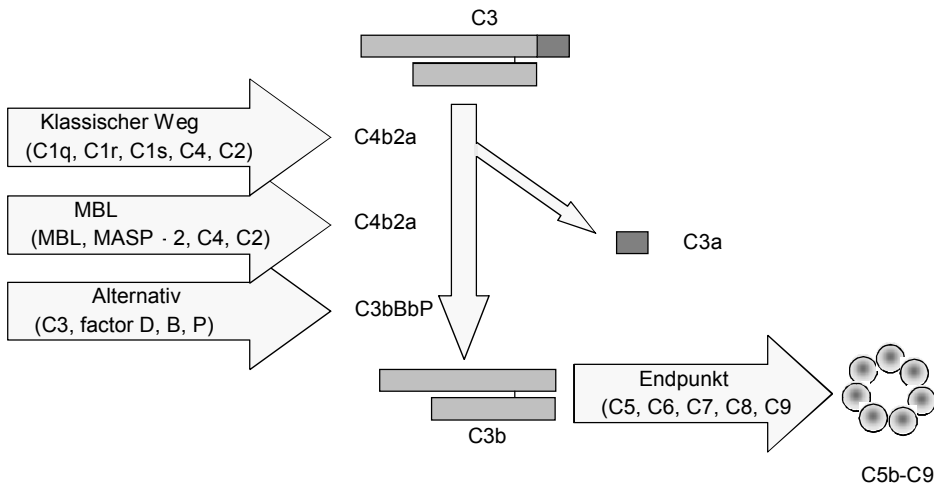 C3
Klassischer Weg
(C1q, C1r, C1s, C4, C2)
C4b2a
MBL
(MBL, MASP - 2, C4, C2)
C4b2a
C3a
Alternativ
(C3, factor D, B, P)
C3bBbP
Endpunkt
(C5, C6, C7, C8, C9
C3b
C5b-C9